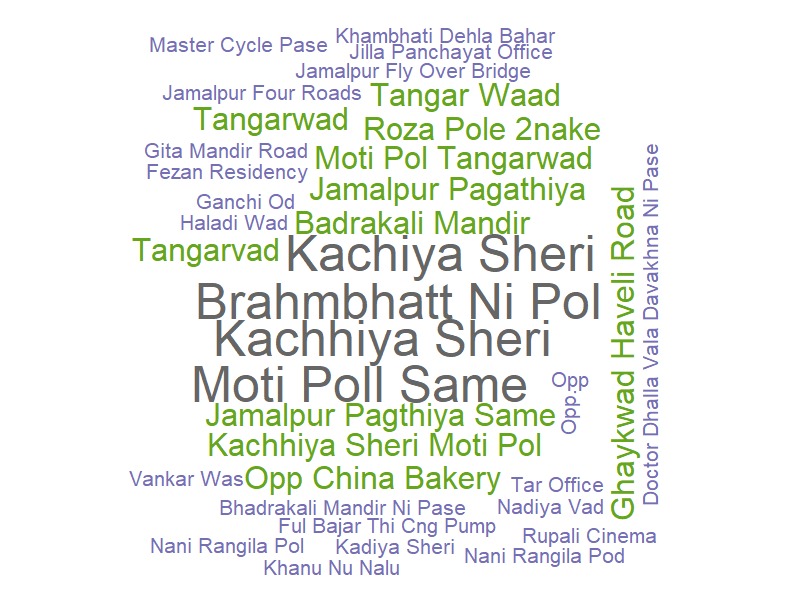 Khambhati Dehla Bahar
Master Cycle Pase
Jilla Panchayat Office
Jamalpur Fly Over Bridge
Jamalpur Four Roads
Tangar Waad
Tangarwad
Roza Pole 2nake
Gita Mandir Road
Moti Pol Tangarwad
Fezan Residency
Jamalpur Pagathiya
Ganchi Od
Haladi Wad
Badrakali Mandir
Tangarvad
Kachiya Sheri
Brahmbhatt Ni Pol
Kachhiya Sheri
Moti Poll Same
Opp
Opp.
Ghaykwad Haveli Road
Doctor Dhalla Vala Davakhna Ni Pase
Jamalpur Pagthiya Same
Kachhiya Sheri Moti Pol
Vankar Was
Opp China Bakery
Tar Office
Bhadrakali Mandir Ni Pase
Nadiya Vad
Ful Bajar Thi Cng Pump
Rupali Cinema
Nani Rangila Pol
Kadiya Sheri
Nani Rangila Pod
Khanu Nu Nalu